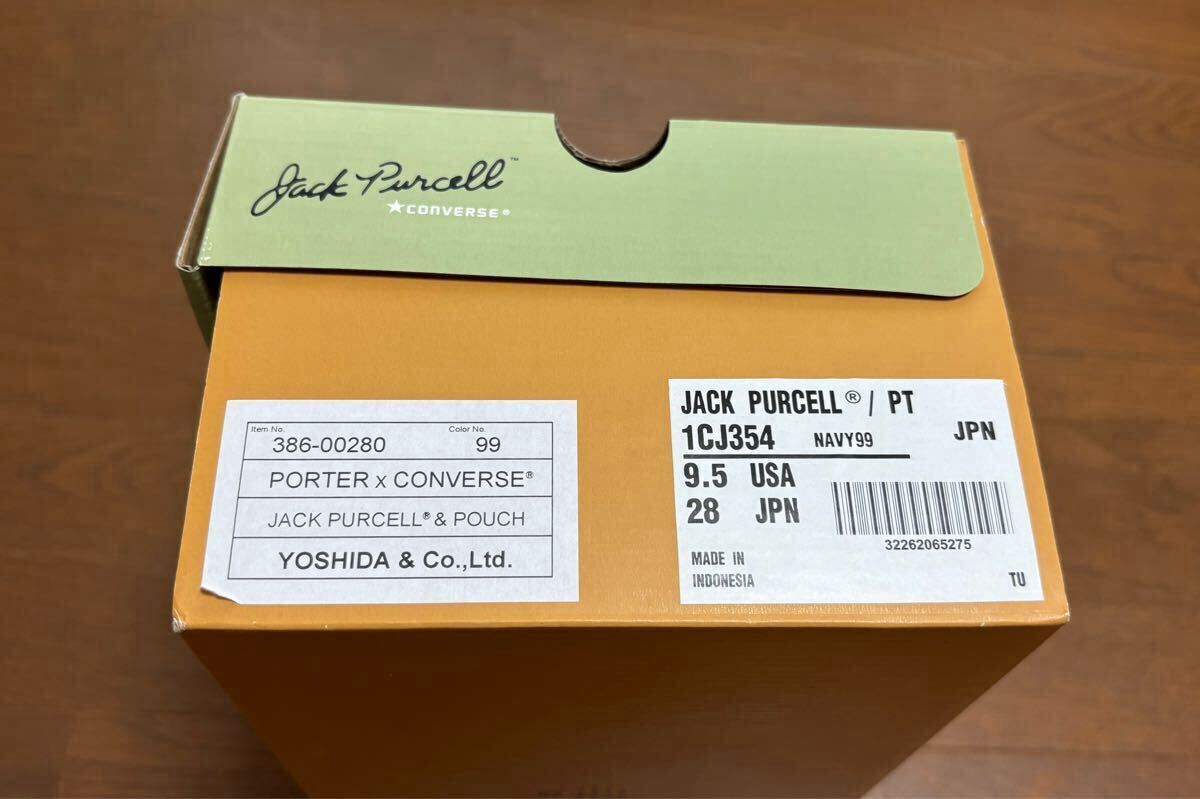 Jack Purcell™
★CONVERSE®
Item No. Color No.
386-00280 99
PORTER x CONVERSE®
JACK PURCELL® & POUCH
YOSHIDA & Co.,Ltd.
JACK PURCELL® / PT
1CJ354 NAVY99 JPN
9.5 USA
28 JPN
32262065275
MADE IN
INDONESIA TU